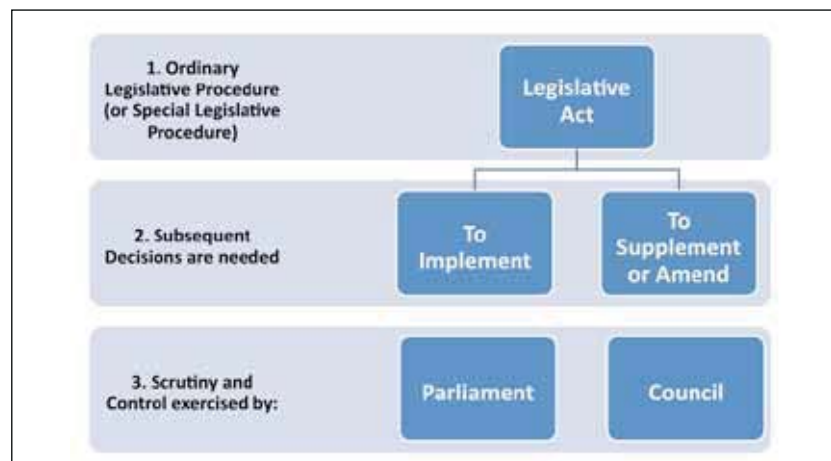 1. Ordinary
Legislative Procedure
(or Special Legislative
Procedure)
Legislative
Act
2. Subsequent
Decisions are needed
To
Implement
To
Supplement
or Amend
3. Scrutiny and
Control exercised by:
Parliament
Council